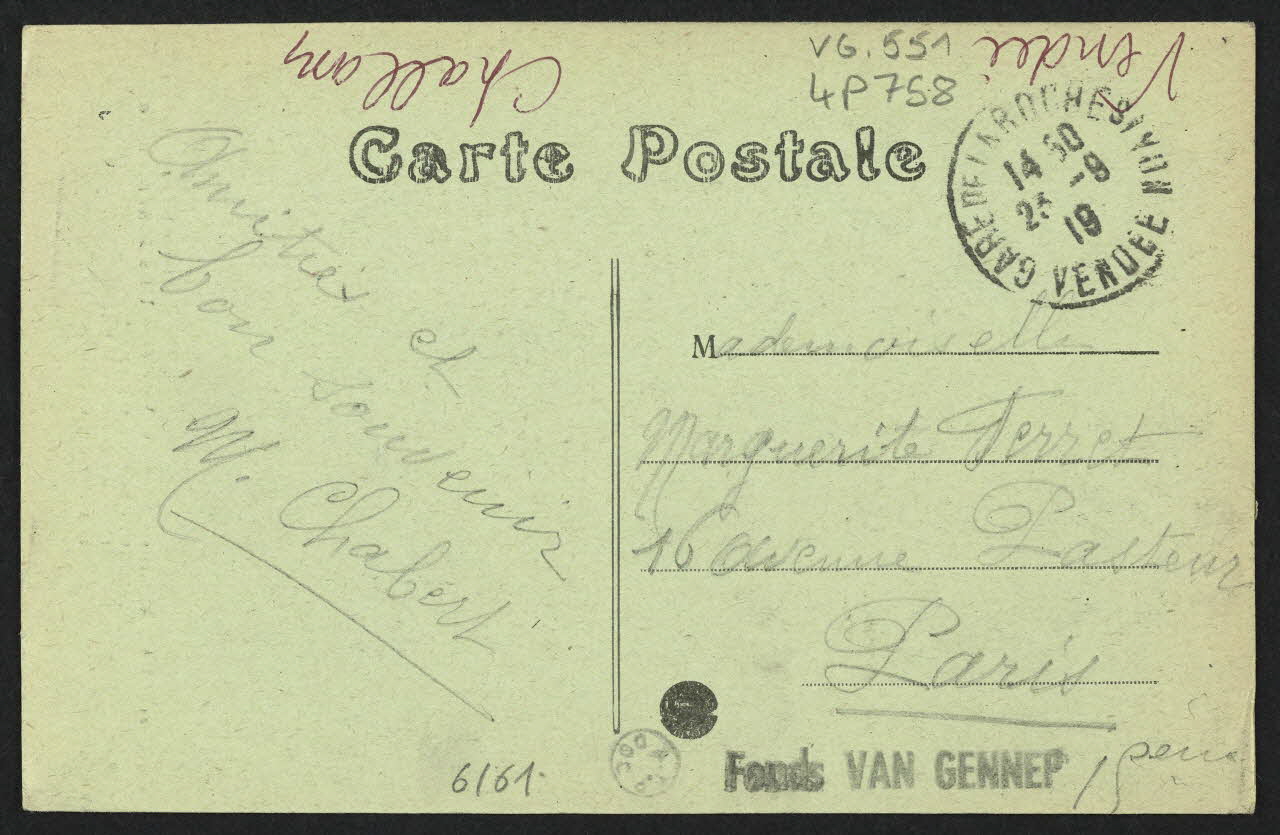 Vendée
Challans
VG.551
4P758
Carte Postale
GARE DE LA ROCHE S/YON
VENDÉE
14 30
25 -9
19
Amitiés et
bon souvenir
M. Chabert
Mademoiselle
Marguerite Perret
16 avenue Pasteur
Paris
15
6161.
Fonds VAN GENNEP